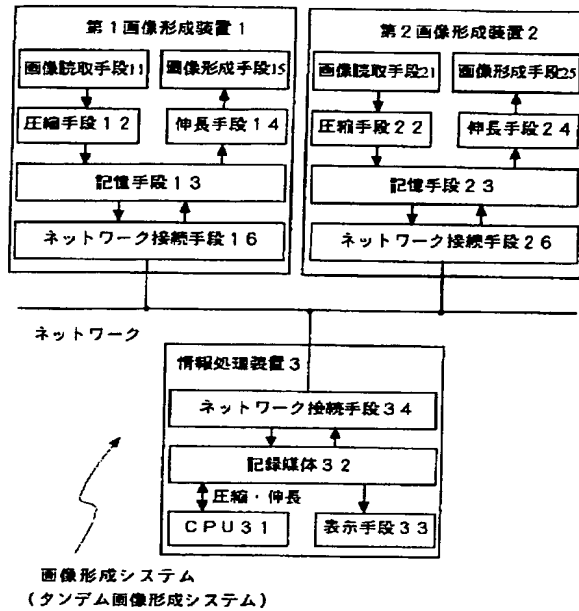 第1画像形成装置1
画像読取手段11
画像形成手段15
圧縮手段12
伸長手段14
記憶手段13
ネットワーク接続手段16
第2画像形成装置2
画像読取手段21
画像形成手段25
圧縮手段22
伸長手段24
記憶手段23
ネットワーク接続手段26
ネットワーク
情報処理装置3
ネットワーク接続手段34
記録媒体32
圧縮・伸長
CPU31
表示手段33
画像形成システム
(タンデム画像形成システム)